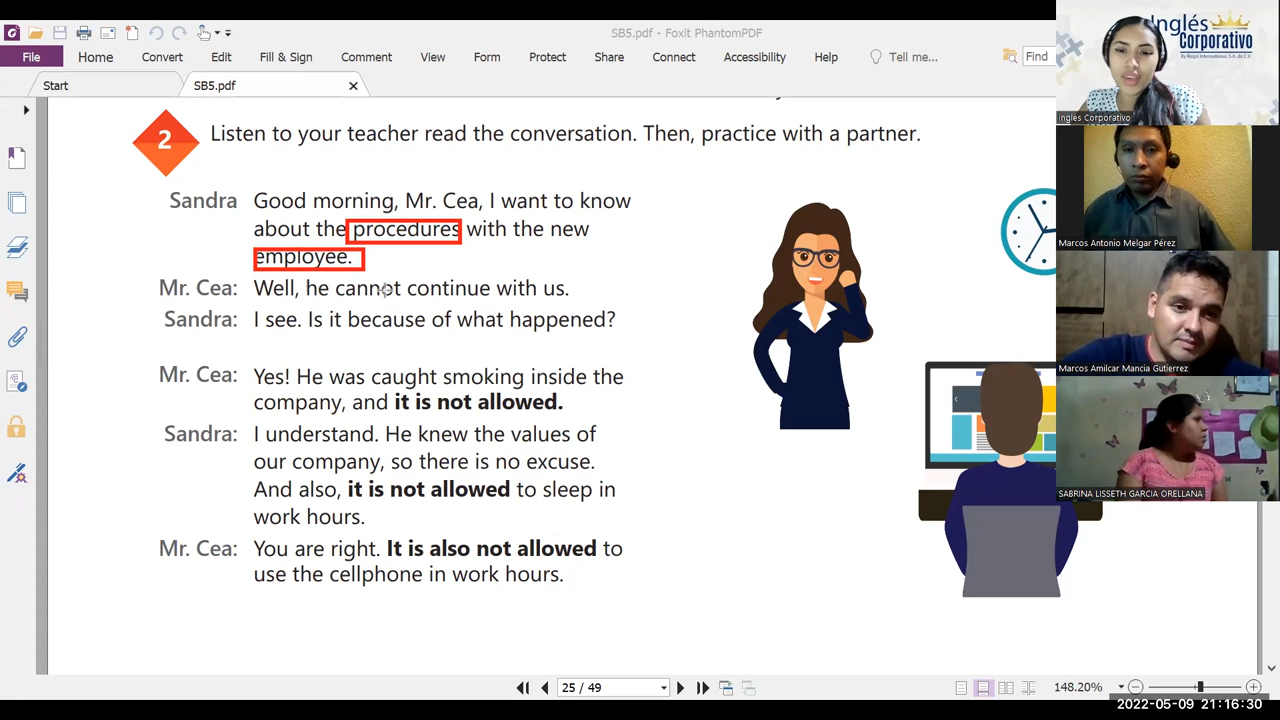 SB5.pdf - Foxit PhantomPDF
File Home Convert Edit Fill & Sign Comment View Form Protect Share Connect Accessibility Help Tell me... Find
Start SB5.pdf
Inglés
Corporativo
By Regal International, S.A. de C.V.
Ingles Corporativo
Marcos Antonio Melgar Pérez
Marcos Amilcar Mancia Gutierrez
SABRINA LISSETH GARCIA ORELLANA
2 Listen to your teacher read the conversation. Then, practice with a partner.
Sandra Good morning, Mr. Cea, I want to know
about the procedures with the new
employee.
Mr. Cea: Well, he cannot continue with us.
Sandra: I see. Is it because of what happened?
Mr. Cea: Yes! He was caught smoking inside the
company, and it is not allowed.
Sandra: I understand. He knew the values of
our company, so there is no excuse.
And also, it is not allowed to sleep in
work hours.
Mr. Cea: You are right. It is also not allowed to
use the cellphone in work hours.
25 / 49 148.20%
2022-05-09 21:16:30